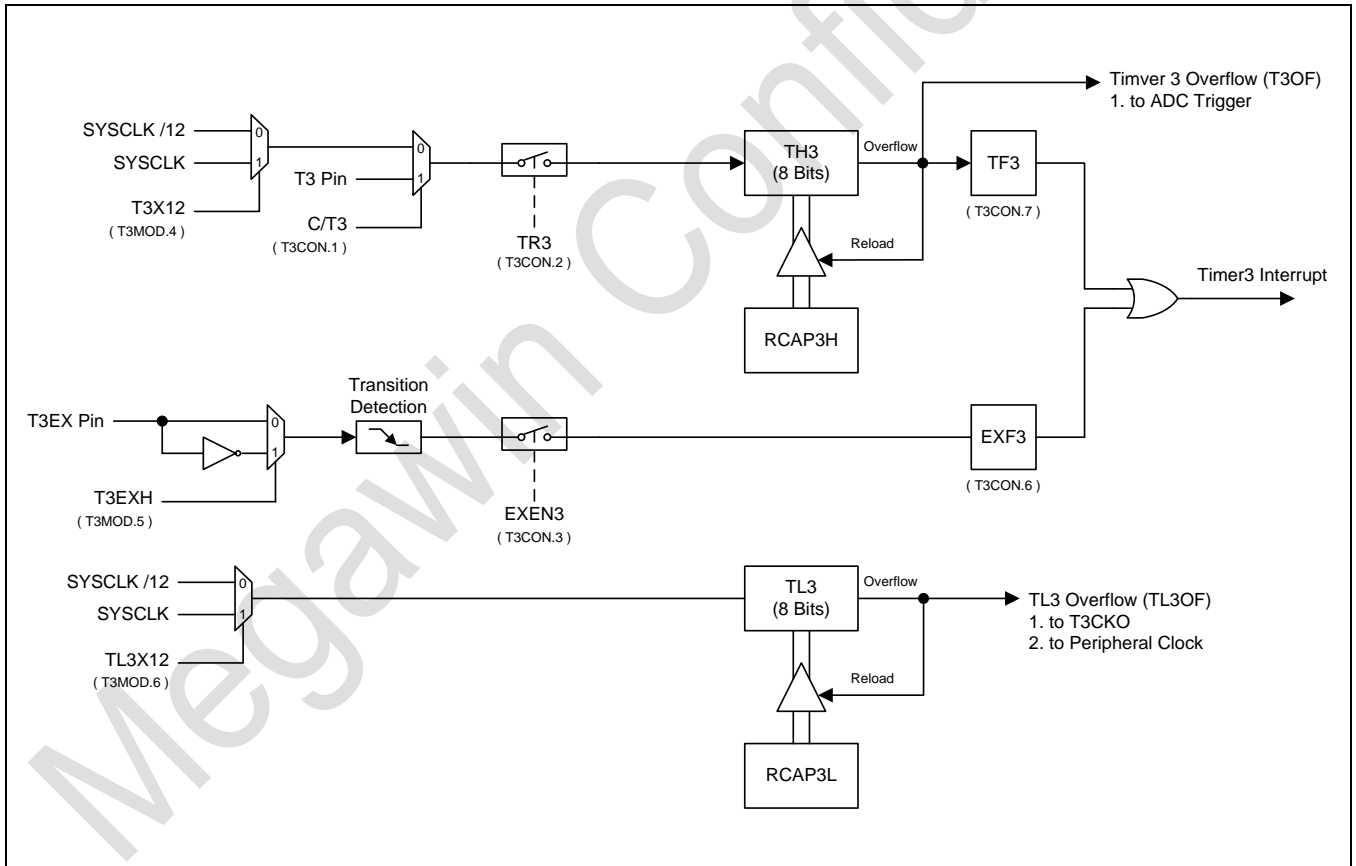 Megawin Confid
Timver 3 Overflow (T3OF)
1. to ADC Trigger
SYSCLK /12
0
SYSCLK
1
T3X12
( T3MOD.4 )
0
T3 Pin
1
C/T3
( T3CON.1 )
TR3
( T3CON.2 )
TH3
(8 Bits)
Overflow
TF3
( T3CON.7 )
Reload
RCAP3H
Timer3 Interrupt
T3EX Pin
0
1
T3EXH
( T3MOD.5 )
Transition
Detection
EXEN3
( T3CON.3 )
EXF3
( T3CON.6 )
SYSCLK /12
0
SYSCLK
1
TL3X12
( T3MOD.6 )
TL3
(8 Bits)
Overflow
TL3 Overflow (TL3OF)
1. to T3CKO
2. to Peripheral Clock
Reload
RCAP3L